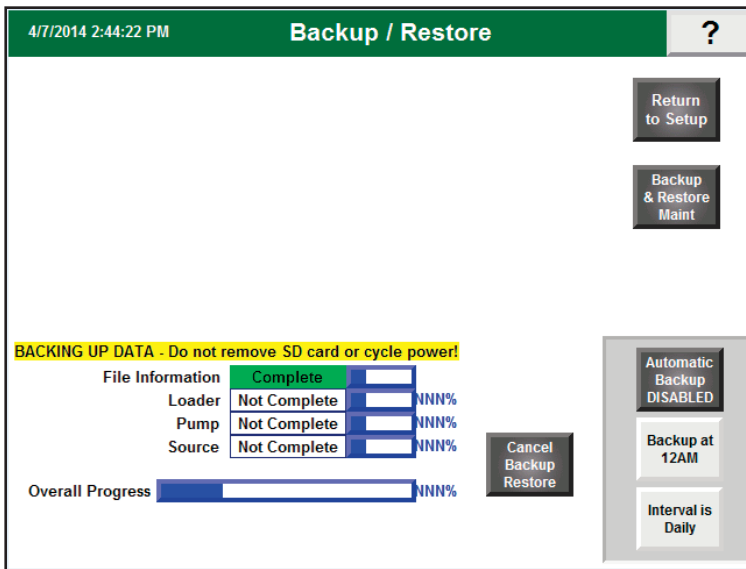 4/7/2014 2:44:22 PM
Backup / Restore
?
Return
to Setup
Backup
& Restore
Maint
BACKING UP DATA - Do not remove SD card or cycle power!
File Information Complete
Loader Not Complete NNN%
Pump Not Complete NNN%
Source Not Complete NNN%
Overall Progress NNN%
Cancel
Backup
Restore
Automatic
Backup
DISABLED
Backup at
12AM
Interval is
Daily